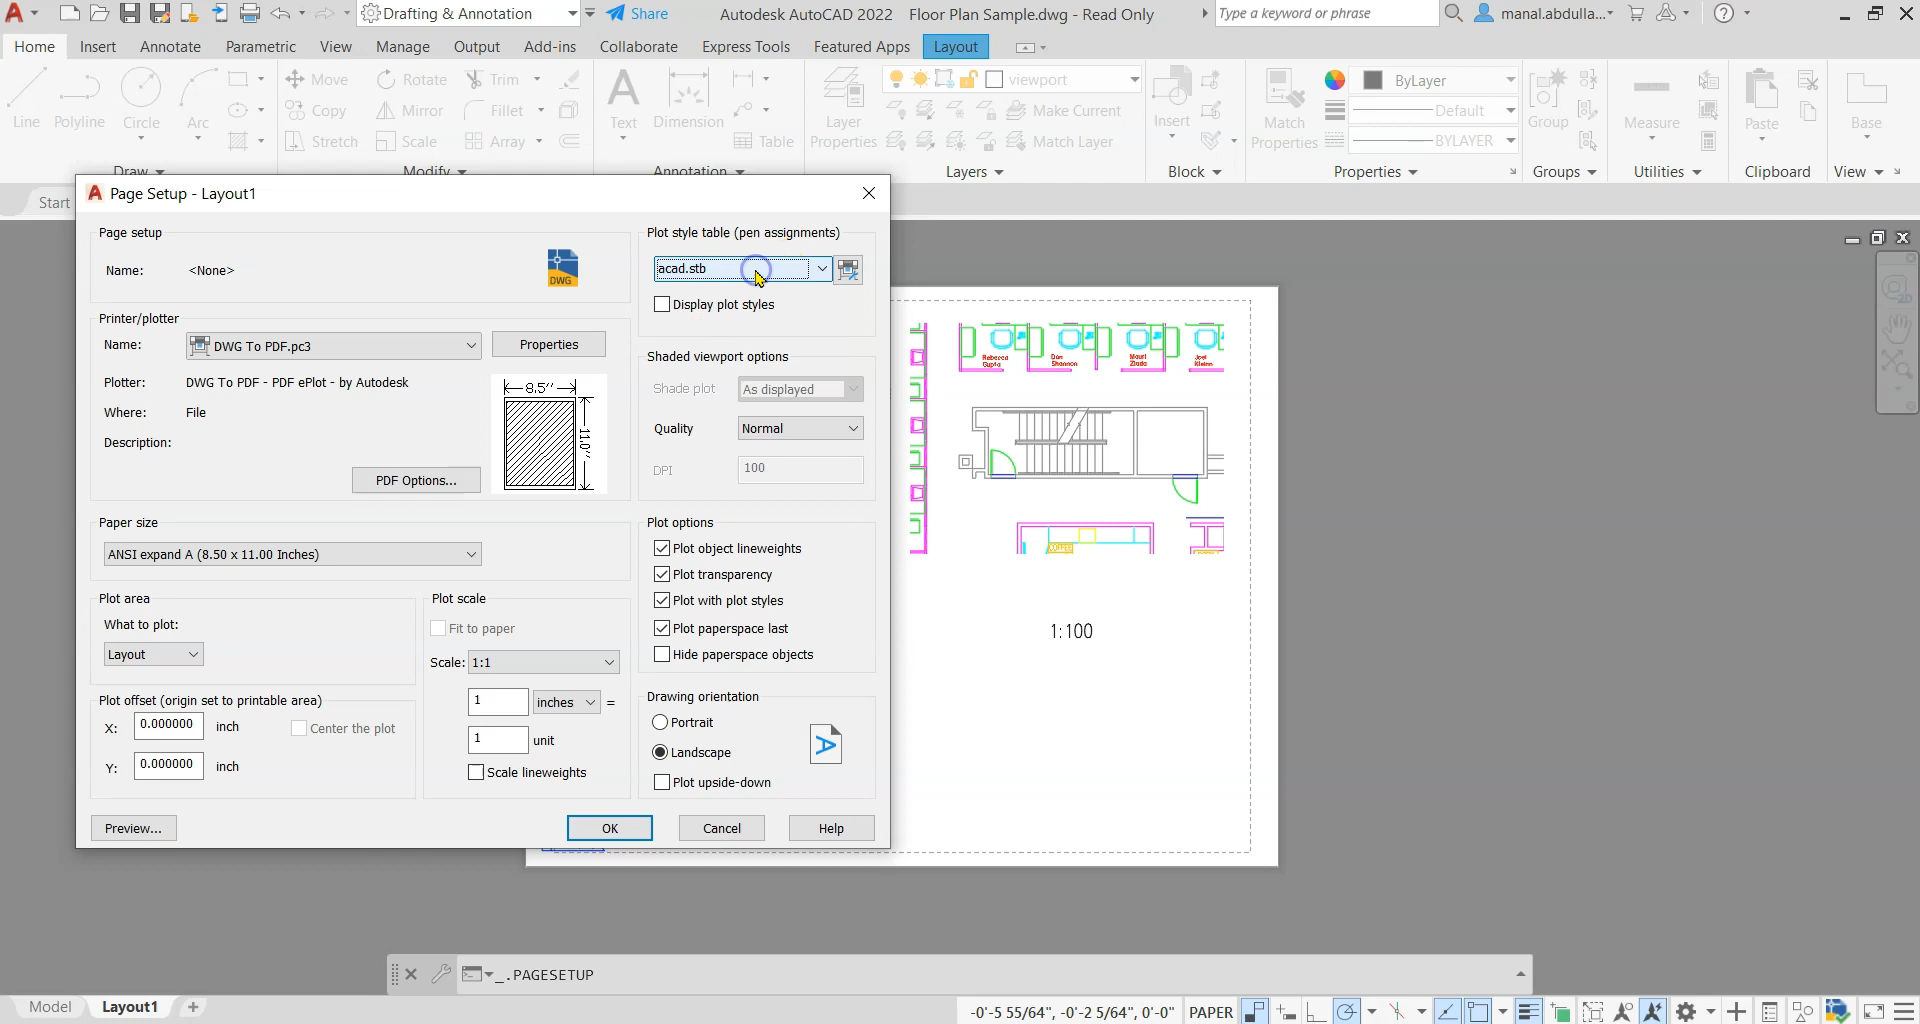 Drafting & Annotation
Share
Autodesk AutoCAD 2022 Floor Plan Sample.dwg - Read Only
Type a keyword or phrase
manal.abdulla...
Home Insert Annotate Parametric View Manage Output Add-ins Collaborate Express Tools Featured Apps Layout
Line
Polyline
Circle
Arc
Move
Rotate
Trim
Copy
Mirror
Fillet
Stretch
Scale
Array
Text
Dimension
Table
Layer
Properties
viewport
Make Current
Match Layer
Insert
Match
Properties
ByLayer
Default
BYLAYER
Group
Measure
Paste
Base
Draw
Modify
Annotation
Layers
Block
Properties
Groups
Utilities
Clipboard
View
Start
Page Setup - Layout1
Page setup
Name: <None>
DWG
Printer/plotter
Name: DWG To PDF.pc3
Properties
Plotter: DWG To PDF - PDF ePlot - by Autodesk
Where: File
Description:
8.5''
11.0''
PDF Options...
Paper size
ANSI expand A (8.50 x 11.00 Inches)
Plot area
What to plot:
Layout
Plot scale
Fit to paper
Scale: 1:1
1 inches =
1 unit
Scale lineweights
Plot offset (origin set to printable area)
X: 0.000000 inch
Center the plot
Y: 0.000000 inch
Plot style table (pen assignments)
acad.stb
Display plot styles
Shaded viewport options
Shade plot As displayed
Quality Normal
DPI 100
Plot options
Plot object lineweights
Plot transparency
Plot with plot styles
Plot paperspace last
Hide paperspace objects
Drawing orientation
Portrait
Landscape
A
Plot upside-down
Preview...
OK
Cancel
Help
Rebecca
Gupta
Dan
Shannon
Mauri
Zlada
Joel
Kleinn
COFFEE
1:100
2D
_.PAGESETUP
Model
Layout1
-0'-5 55/64", -0'-2 5/64", 0'-0"
PAPER